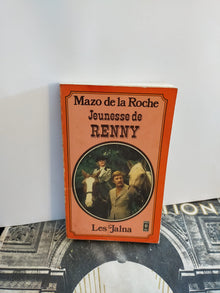 Mazo de la Roche
Jeunesse de
RENNY
Les Jalna